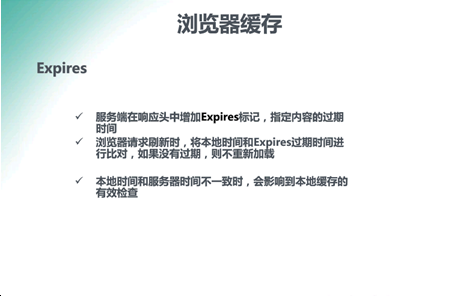 浏览器缓存
Expires
✓ 服务端在响应头中增加Expires标记，指定内容的过期
时间
✓ 浏览器请求刷新时，将本地时间和Expires过期时间进
行比对，如果没有过期，则不重新加载
✓ 本地时间和服务器时间不一致时，会影响到本地缓存的
有效检查